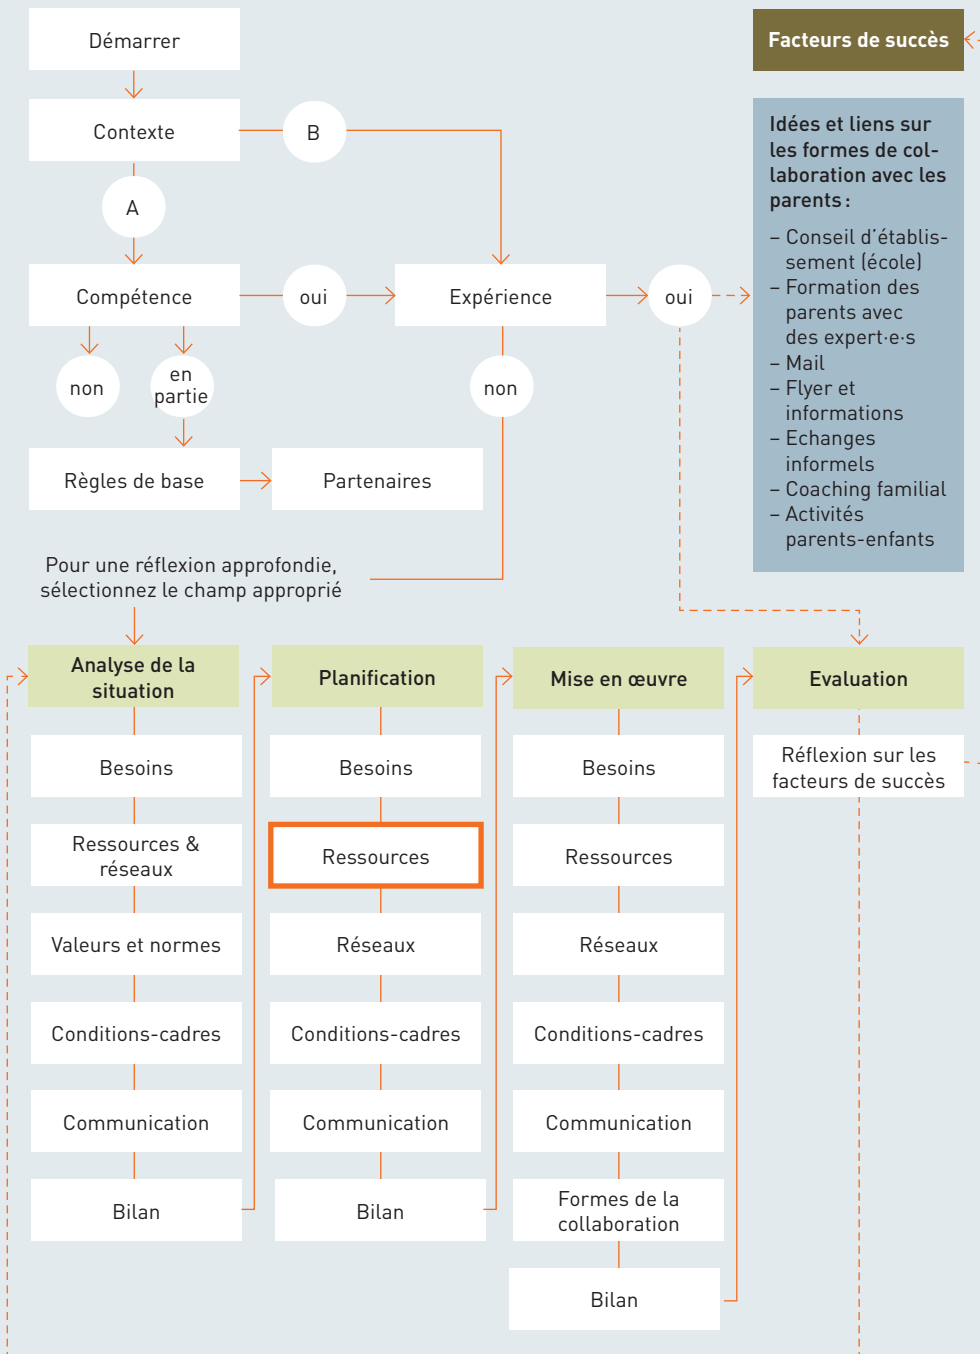 Démarrer
Facteurs de succès
Contexte
B
A
Idées et liens sur
les formes de col-
laboration avec les
parents :
– Conseil d’établis-
sement (école)
– Formation des
parents avec
des expert·e·s
– Mail
– Flyer et
informations
– Echanges
informels
– Coaching familial
– Activités
parents-enfants
Compétence
oui
Expérience
oui
non
en
partie
non
Règles de base
Partenaires
Pour une réflexion approfondie,
sélectionnez le champ approprié
Analyse de la
situation
Besoins
Ressources &
réseaux
Valeurs et normes
Conditions-cadres
Communication
Bilan
Planification
Besoins
Ressources
Réseaux
Conditions-cadres
Communication
Bilan
Mise en œuvre
Besoins
Ressources
Réseaux
Conditions-cadres
Communication
Formes de la
collaboration
Bilan
Evaluation
Réflexion sur les
facteurs de succès